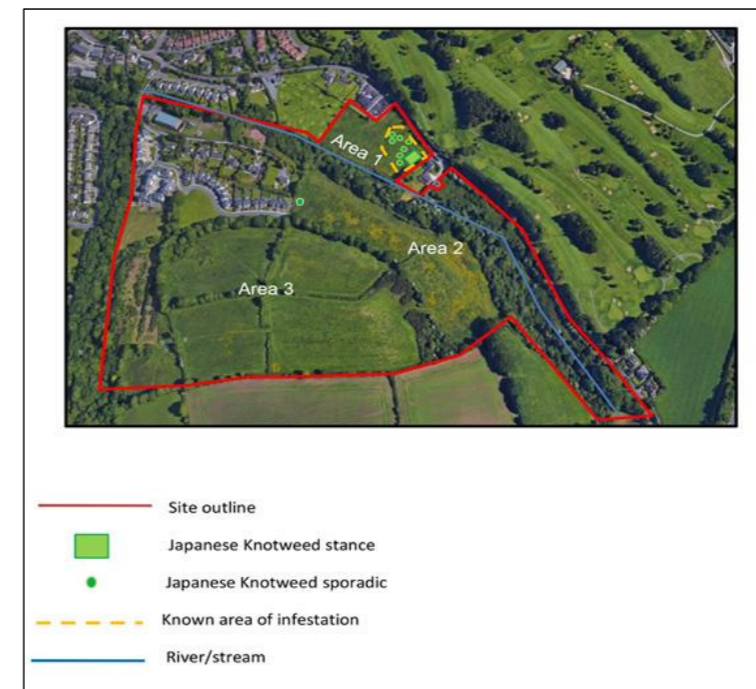 Area 1
Area 2
Area 3
Site outline
Japanese Knotweed stance
Japanese Knotweed sporadic
Known area of infestation
River/stream